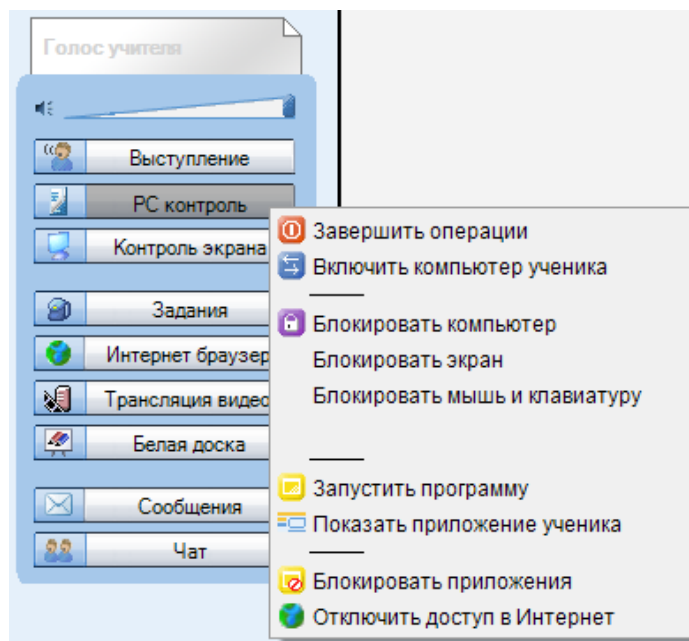 Голос учителя
Выступление
PC контроль
Контроль экрана
Задания
Интернет браузер
Трансляция видео
Белая доска
Сообщения
Чат
Завершить операции
Включить компьютер ученика
Блокировать компьютер
Блокировать экран
Блокировать мышь и клавиатуру
Запустить программу
Показать приложение ученика
Блокировать приложения
Отключить доступ в Интернет